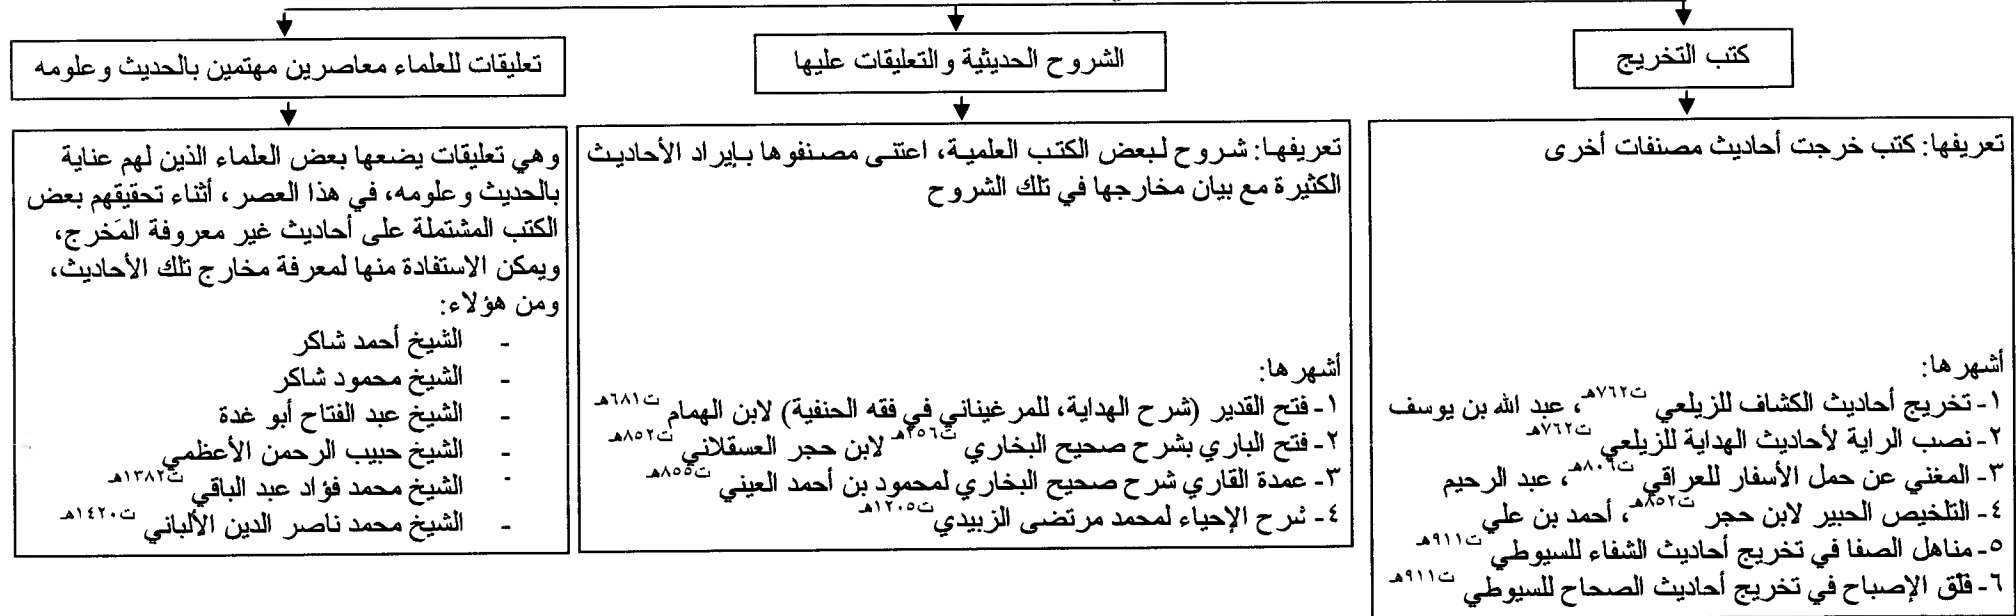 كتب التخريج
الشروح الحديثية والتعليقات عليها
تعليقات للعلماء معاصرين مهتمين بالحديث وعلومه
تعريفها: كتب خرجت أحاديث مصنفات أخرى
أشهرها:
١- تخريج أحاديث الكشاف للزيلعي ت٧٦٢هـ، عبد الله بن يوسف
٢- نصب الراية لأحاديث الهداية للزيلعي ت٧٦٢هـ
٣- المغني عن حمل الأسفار للعراقي ت٨٠٦هـ، عبد الرحيم
٤- التلخيص الحبير لابن حجر ت٨٥٢هـ، أحمد بن علي
٥- مناهل الصفا في تخريج أحاديث الشفاء للسيوطي ت٩١١هـ
٦- فلق الإصباح في تخريج أحاديث الصحاح للسيوطي ت٩١١هـ
تعريفها: شروح لبعض الكتب العلمية، اعتنى مصنفوها بإيراد الأحاديث
الكثيرة مع بيان مخارجها في تلك الشروح
أشهرها:
١- فتح القدير (شرح الهداية، للمرغيناني في فقه الحنفية) لابن الهمام ت٦٨١هـ
٢- فتح الباري بشرح صحيح البخاري ت٢٥٦هـ لابن حجر العسقلاني ت٨٥٢هـ
٣- عمدة القاري شرح صحيح البخاري لمحمود بن أحمد العيني ت٨٥٥هـ
٤- شرح الإحياء لمحمد مرتضى الزبيدي ت١٢٠٥هـ
وهي تعليقات يضعها بعض العلماء الذين لهم عناية
بالحديث وعلومه، في هذا العصر، أثناء تحقيقهم بعض
الكتب المشتملة على أحاديث غير معروفة المَخرج،
ويمكن الاستفادة منها لمعرفة مخارج تلك الأحاديث،
ومن هؤلاء:
- الشيخ أحمد شاكر
- الشيخ محمود شاكر
- الشيخ عبد الفتاح أبو غدة
- الشيخ حبيب الرحمن الأعظمي
- الشيخ محمد فؤاد عبد الباقي ت١٣٨٢هـ
- الشيخ محمد ناصر الدين الألباني ت١٤٢٠هـ